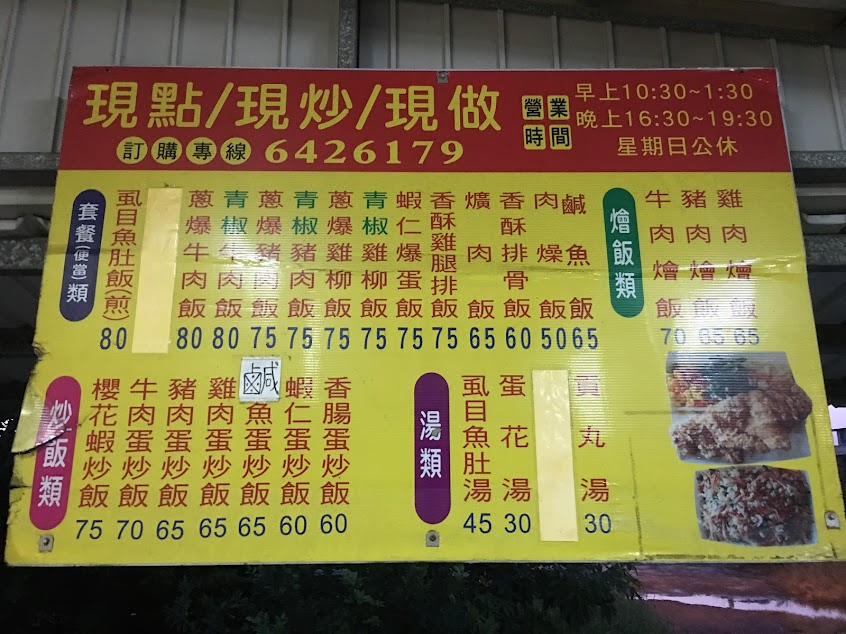 現點/現炒/現做
訂購專線 6426179
營業時間
早上10:30~1:30
晚上16:30~19:30
星期日公休
套餐(便當)類
虱目魚肚飯(煎) 80
蔥爆牛肉飯 80
青椒牛肉飯 80
蔥爆豬肉飯 75
青椒豬肉飯 75
蔥爆雞柳飯 75
青椒雞柳飯 75
蝦仁爆蛋飯 75
香酥雞腿排飯 75
爌肉飯 65
香酥排骨飯 60
肉燥飯 50
鹹魚飯 65
燴飯類
牛肉燴飯 70
豬肉燴飯 65
雞肉燴飯 65
炒飯類
櫻花蝦炒飯 75
牛肉蛋炒飯 70
豬肉蛋炒飯 65
雞肉蛋炒飯 65
鹹魚蛋炒飯 65
蝦仁蛋炒飯 60
香腸蛋炒飯 60
湯類
虱目魚肚湯 45
蛋花湯 30
貢丸湯 30